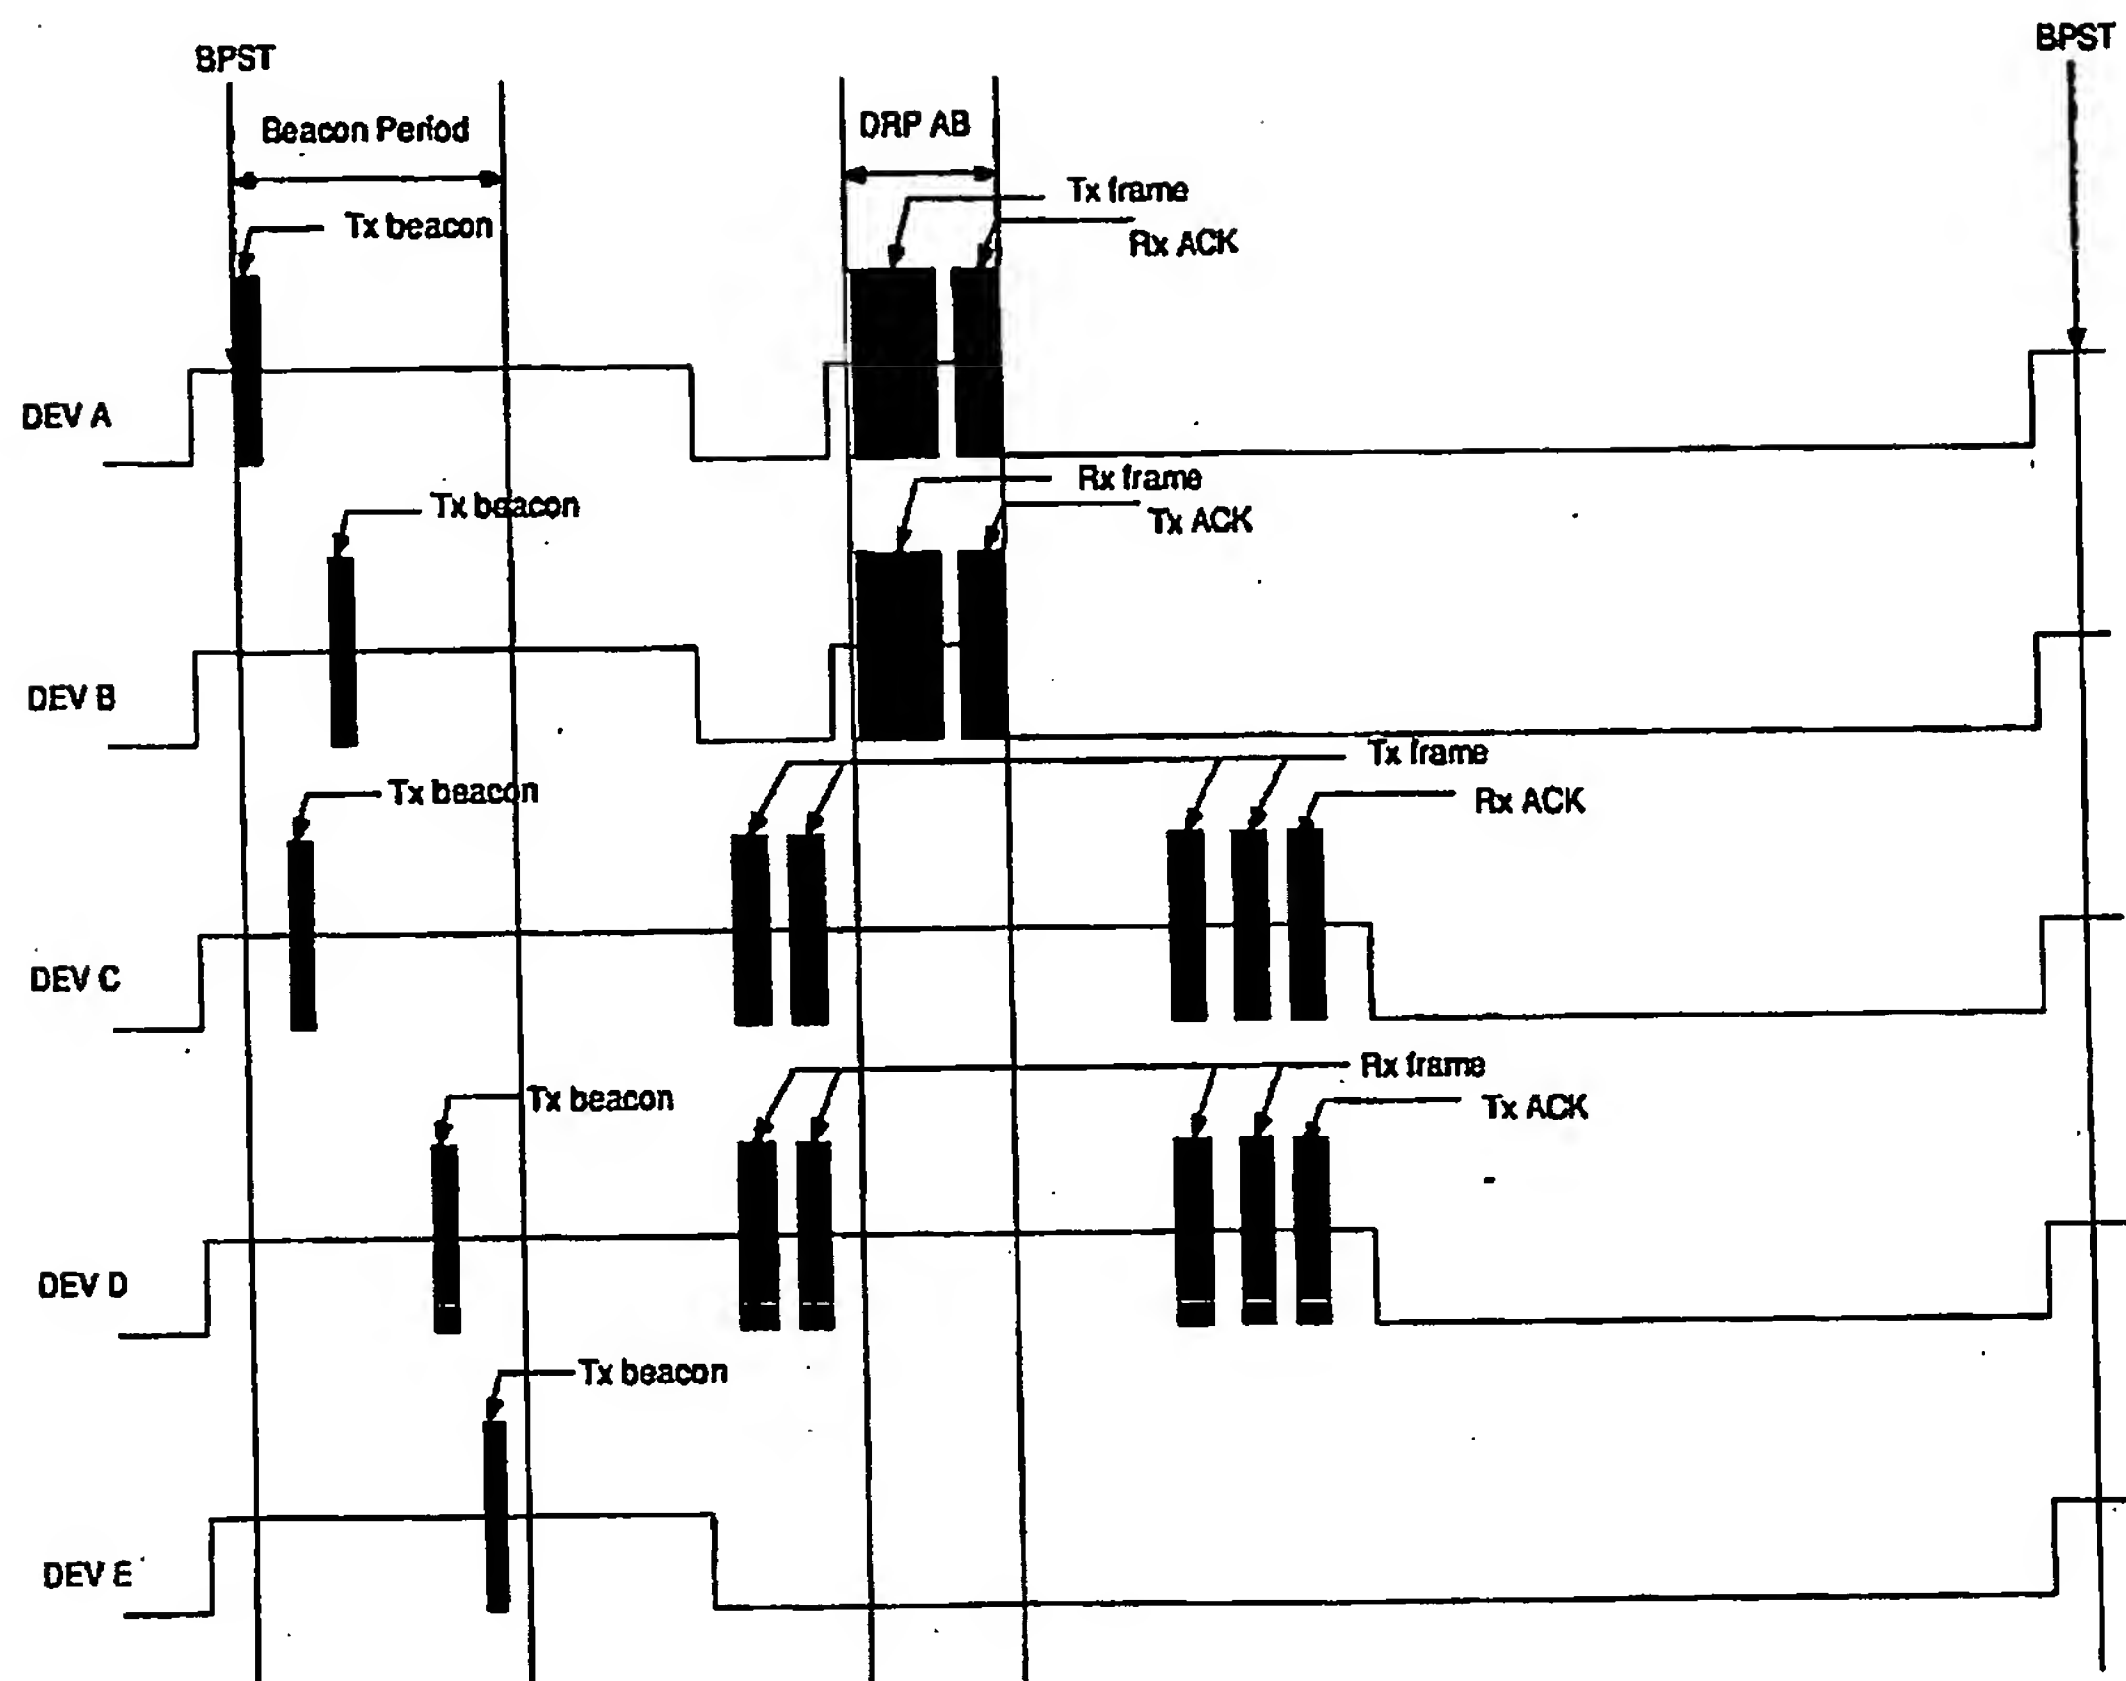 BPST
BPST
Beacon Period
DRP AB
Tx frame
Tx beacon
Rx ACK
DEV A
Rx frame
Tx beacon
Tx ACK
DEV B
Tx frame
Tx beacon
Rx ACK
DEV C
Rx frame
Tx beacon
Tx ACK
DEV D
Tx beacon
DEV E